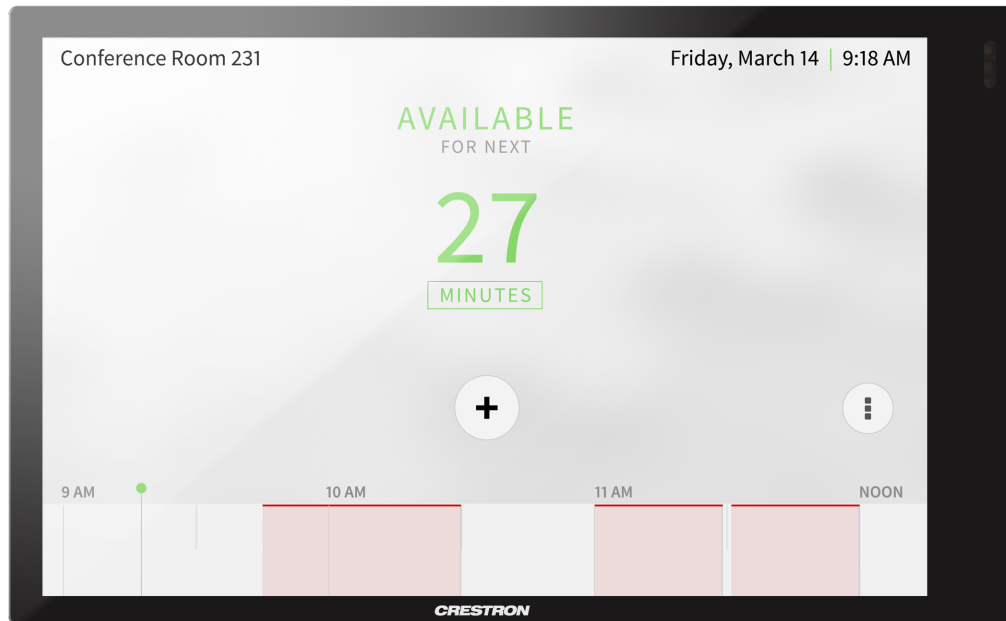 Conference Room 231
Friday, March 14 | 9:18 AM
AVAILABLE
FOR NEXT
27
MINUTES
9 AM
10 AM
11 AM
NOON
CRESTRON